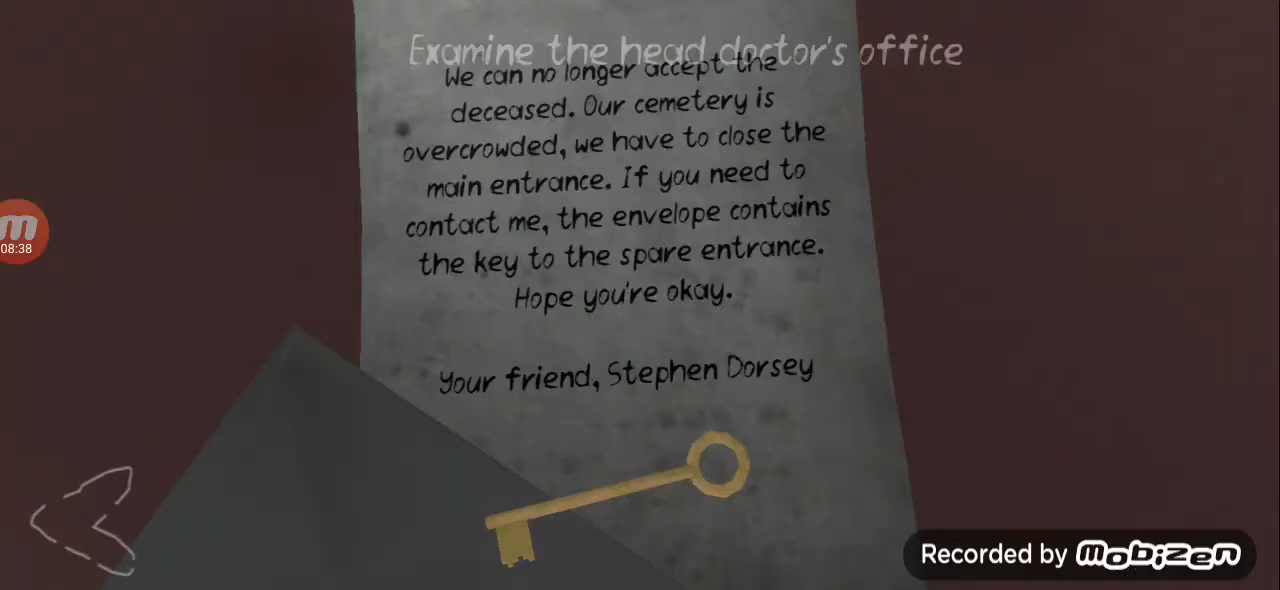 Examine the head doctor's office
We can no longer accept the
deceased. Our cemetery is
overcrowded, we have to close the
main entrance. If you need to
contact me, the envelope contains
the key to the spare entrance.
Hope you're okay.
Your friend, Stephen Dorsey
m
08:38
Recorded by mobizen